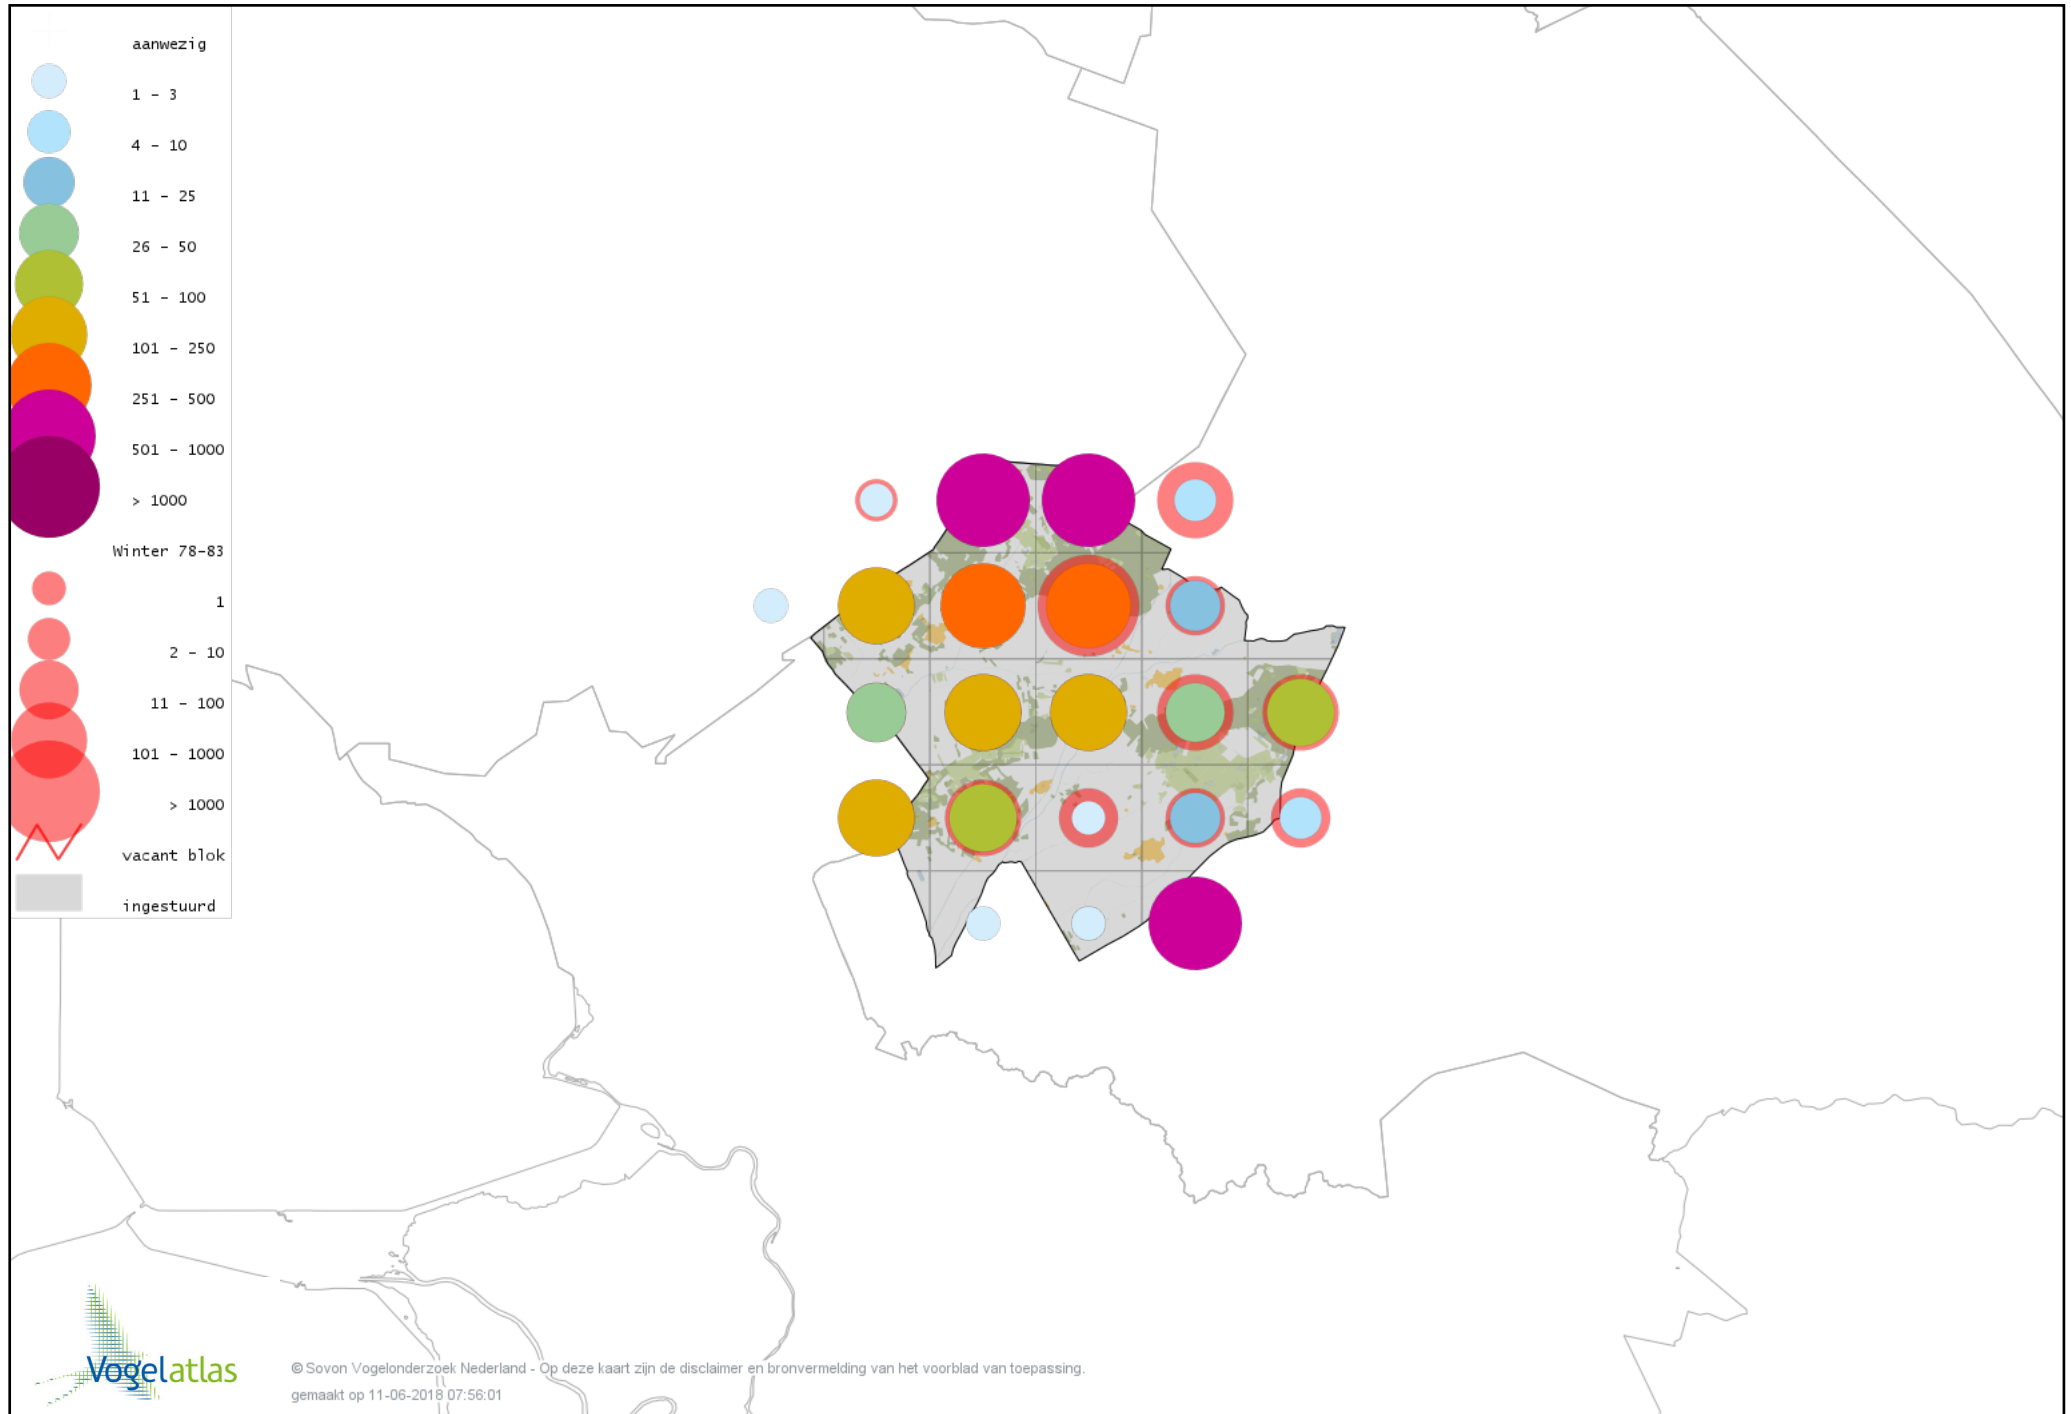 aanwezig
1 - 3
4 - 10
11 - 25
26 - 50
51 - 100
101 - 250
251 - 500
501 - 1000
> 1000
Winter 78-83
1
2 - 10
11 - 100
101 - 1000
> 1000
vacant blok
ingestuurd
Vogelatlas
© Sovon Vogelonderzoek Nederland - Op deze kaart zijn de disclaimer en bronvermelding van het voorblad van toepassing.
gemaakt op 11-06-2018 07:56:01